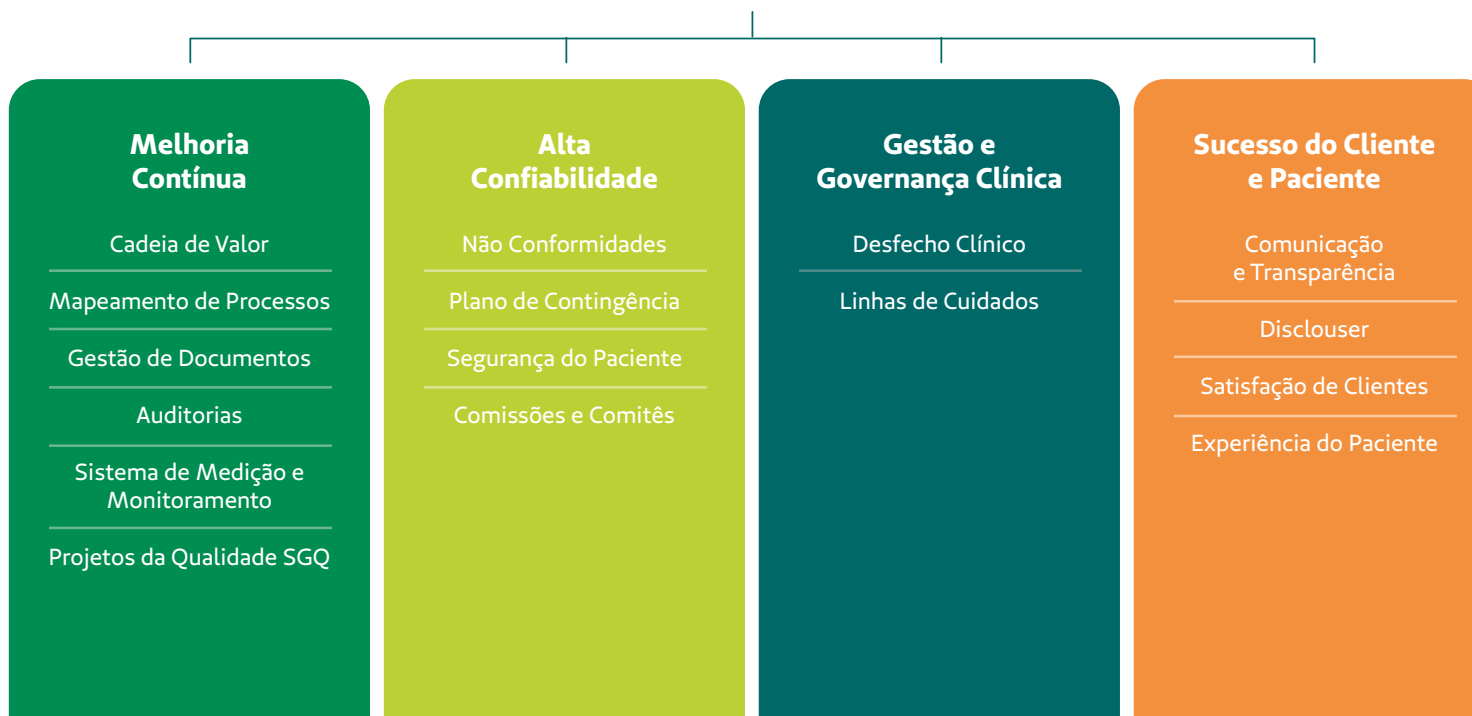 Melhoria
Contínua
Cadeia de Valor
Mapeamento de Processos
Gestão de Documentos
Auditorias
Sistema de Medição e
Monitoramento
Projetos da Qualidade SGQ
Alta
Confiabilidade
Não Conformidades
Plano de Contingência
Segurança do Paciente
Comissões e Comitês
Gestão e
Governança Clínica
Desfecho Clínico
Linhas de Cuidados
Sucesso do Cliente
e Paciente
Comunicação
e Transparência
Disclouser
Satisfação de Clientes
Experiência do Paciente